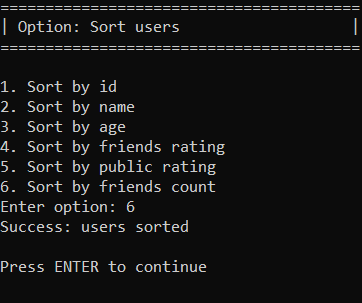 ========================================
| Option: Sort users                   |
========================================
1. Sort by id
2. Sort by name
3. Sort by age
4. Sort by friends rating
5. Sort by public rating
6. Sort by friends count
Enter option: 6
Success: users sorted
Press ENTER to continue